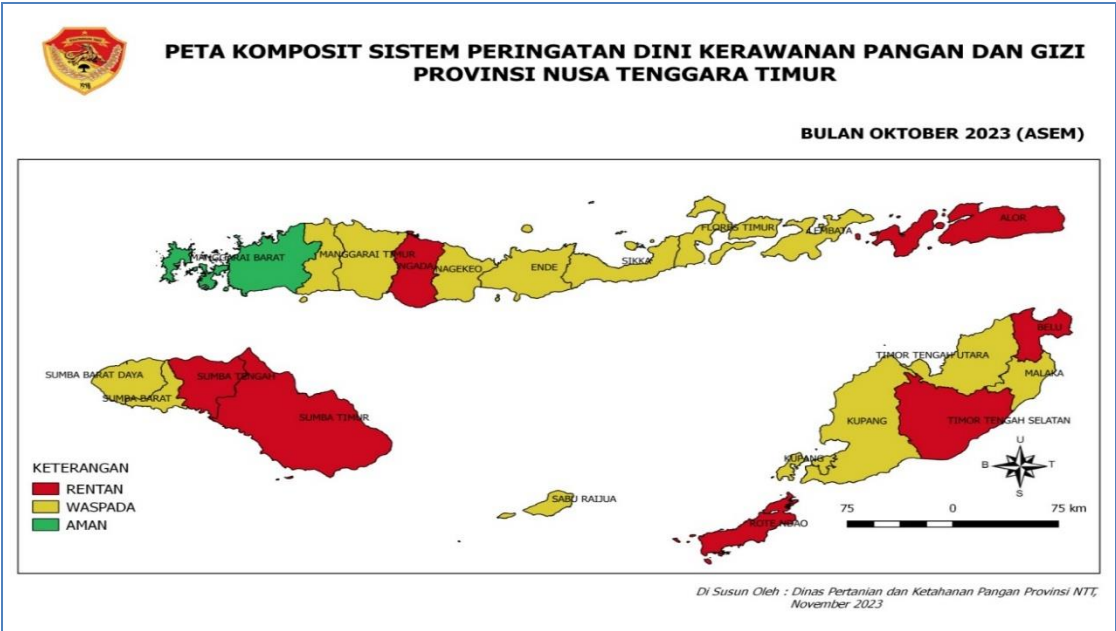 PETA KOMPOSIT SISTEM PERINGATAN DINI KERAWANAN PANGAN DAN GIZI
PROVINSI NUSA TENGGARA TIMUR
BULAN OKTOBER 2023 (ASEM)
ALOR
FLORES TIMUR
LEMBATA
MANGGARAI BARAT
MANGGARAI TIMUR
SIKKA
NGADA
NAGEKEO
ENDE
BELU
TIMOR TENGAH UTARA
SUMBA BARAT DAYA
SUMBA TENGAH
MALAKA
SUMBA BARAT
SUMBA TIMUR
KUPANG
TIMOR TENGAH SELATAN
KUPANG
SABU RAIJUA
ROTE NDAO
U
B
T
S
KETERANGAN
RENTAN
WASPADA
AMAN
75 0 75 km
Di Susun Oleh : Dinas Pertanian dan Ketahanan Pangan Provinsi NTT,
November 2023